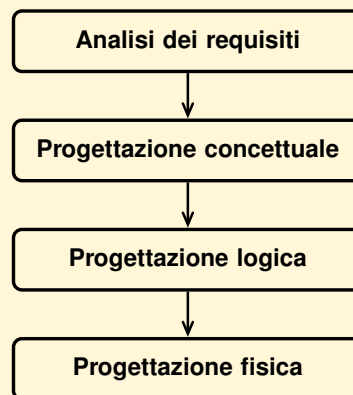 Analisi dei requisiti
Progettazione concettuale
Progettazione logica
Progettazione fisica